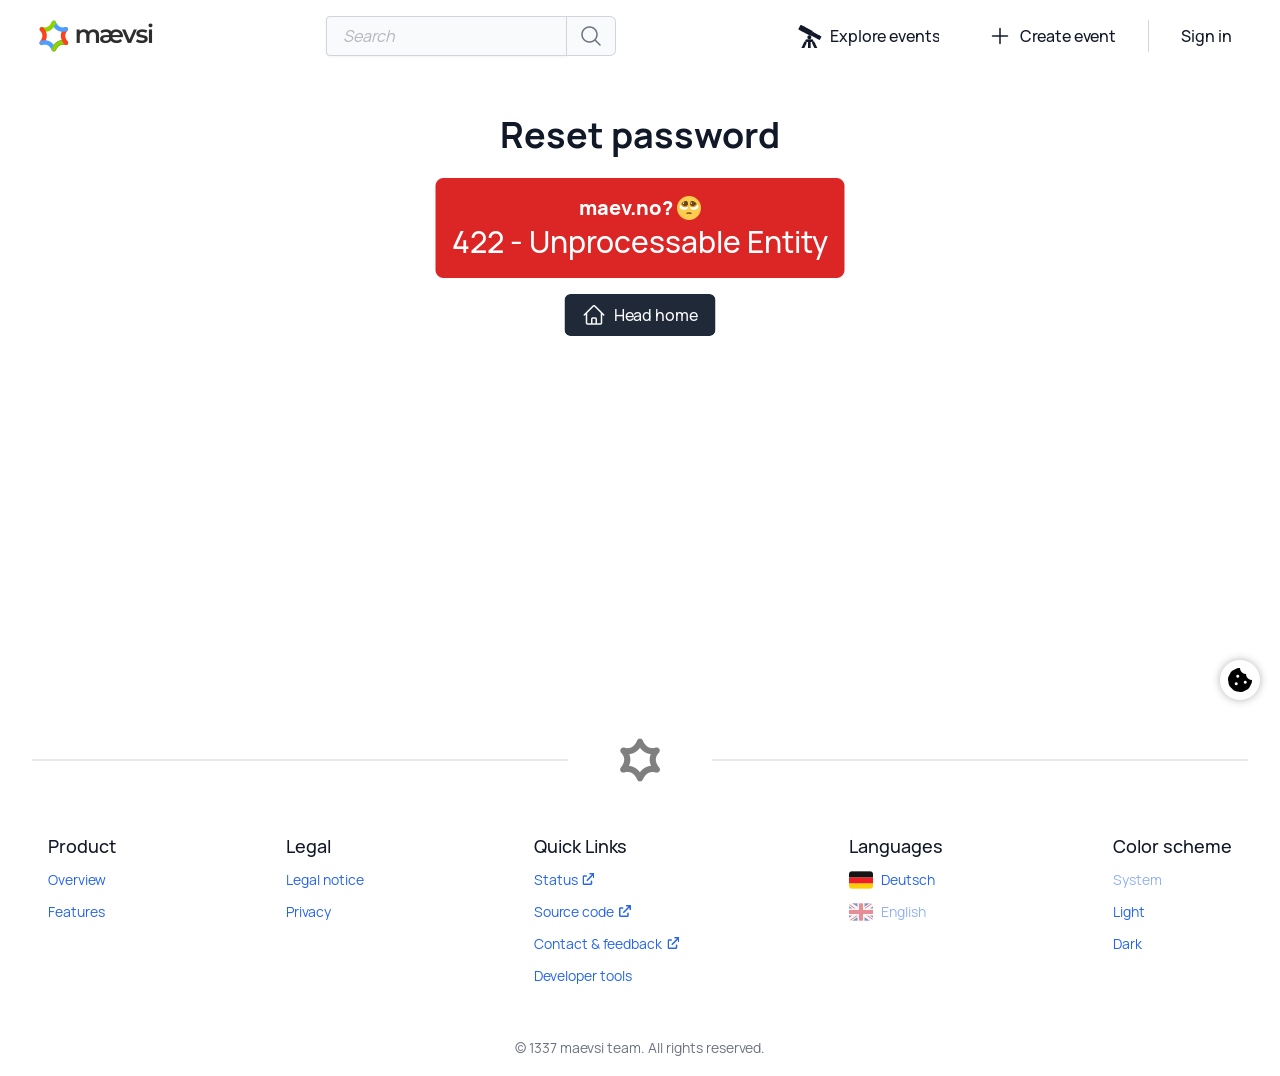 mævsi
Search
Explore events
Create event
Sign in
Reset password
maev.no? 🙄
422 - Unprocessable Entity
Head home
Product
Overview
Features
Legal
Legal notice
Privacy
Quick Links
Status
Source code
Contact & feedback
Developer tools
Languages
Deutsch
English
Color scheme
System
Light
Dark
© 1337 maevsi team. All rights reserved.